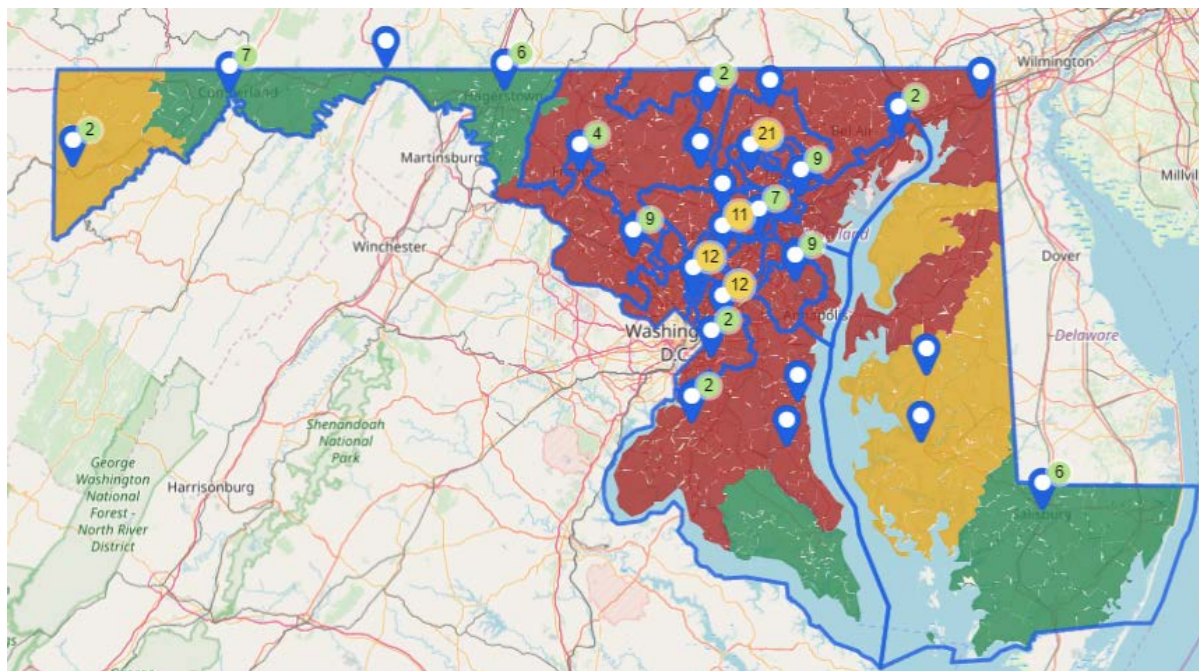 7
6
Wilmington
Cumberland
Hagerstown
2
2
2
4
21
Bel Air
Martinsburg
9
Millvil
9
7
11
Winchester
9
12
Dover
12
Annapolis
2
Washing
D.C.
Delaware
2
Shenandoah
National
Park
George
Washington
National
Forest -
North River
District
Harrisonburg
6
Salisbury